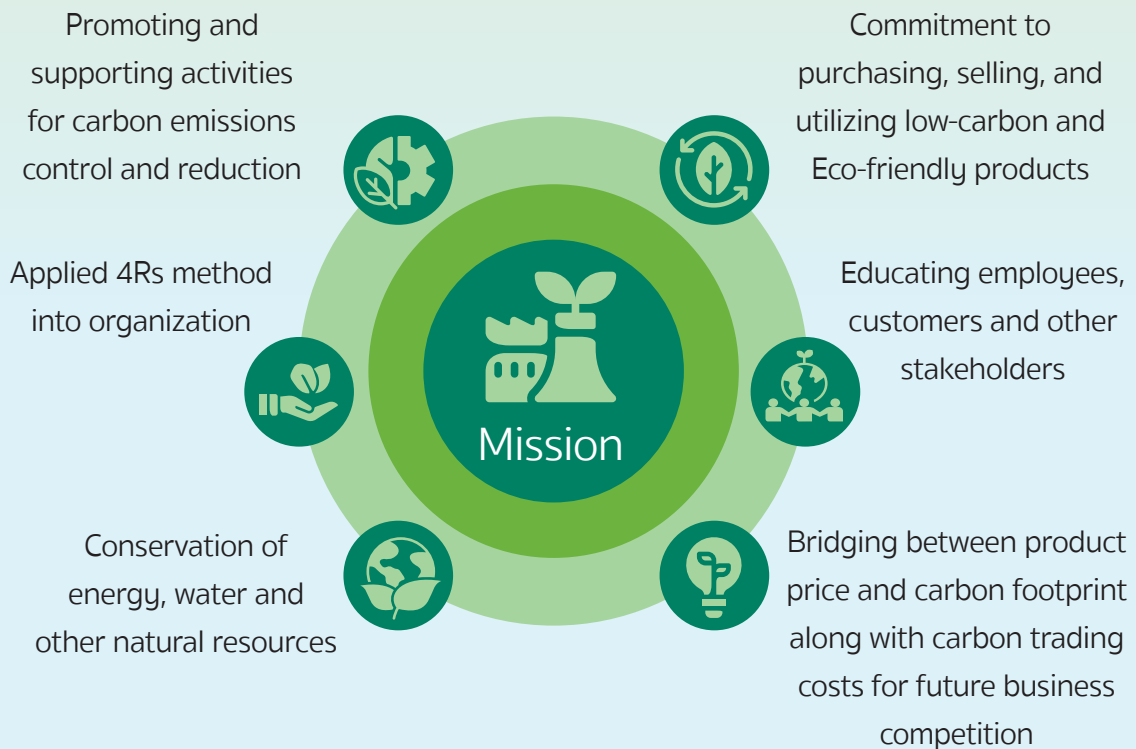 Promoting and
supporting activities
for carbon emissions
control and reduction
Commitment to
purchasing, selling, and
utilizing low-carbon and
Eco-friendly products
Applied 4Rs method
into organization
Educating employees,
customers and other
stakeholders
Mission
Conservation of
energy, water and
other natural resources
Bridging between product
price and carbon footprint
along with carbon trading
costs for future business
competition